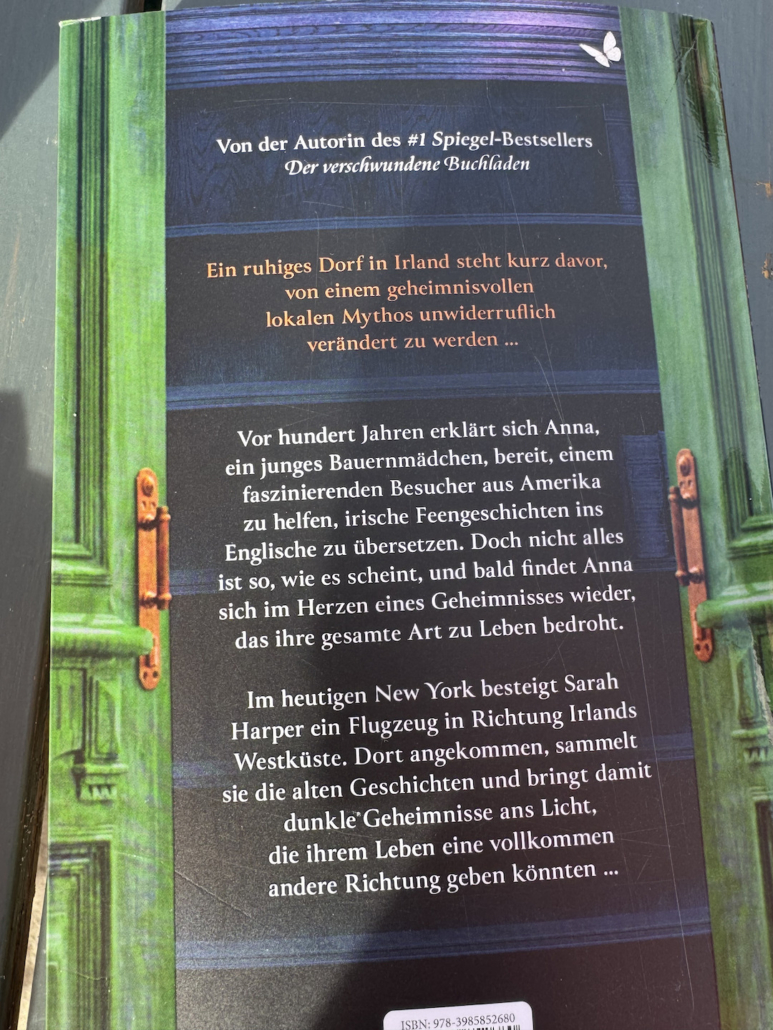 Von der Autorin des #1 Spiegel-Bestsellers
Der verschwundene Buchladen
Ein ruhiges Dorf in Irland steht kurz davor,
von einem geheimnisvollen
lokalen Mythos unwiderruflich
verändert zu werden ...
Vor hundert Jahren erklärt sich Anna,
ein junges Bauernmädchen, bereit, einem
faszinierenden Besucher aus Amerika
zu helfen, irische Feengeschichten ins
Englische zu übersetzen. Doch nicht alles
ist so, wie es scheint, und bald findet Anna
sich im Herzen eines Geheimnisses wieder,
das ihre gesamte Art zu Leben bedroht.
Im heutigen New York besteigt Sarah
Harper ein Flugzeug in Richtung Irlands
Westküste. Dort angekommen, sammelt
sie die alten Geschichten und bringt damit
dunkle Geheimnisse ans Licht,
die ihrem Leben eine vollkommen
andere Richtung geben könnten ...
ISBN: 978-3985852680